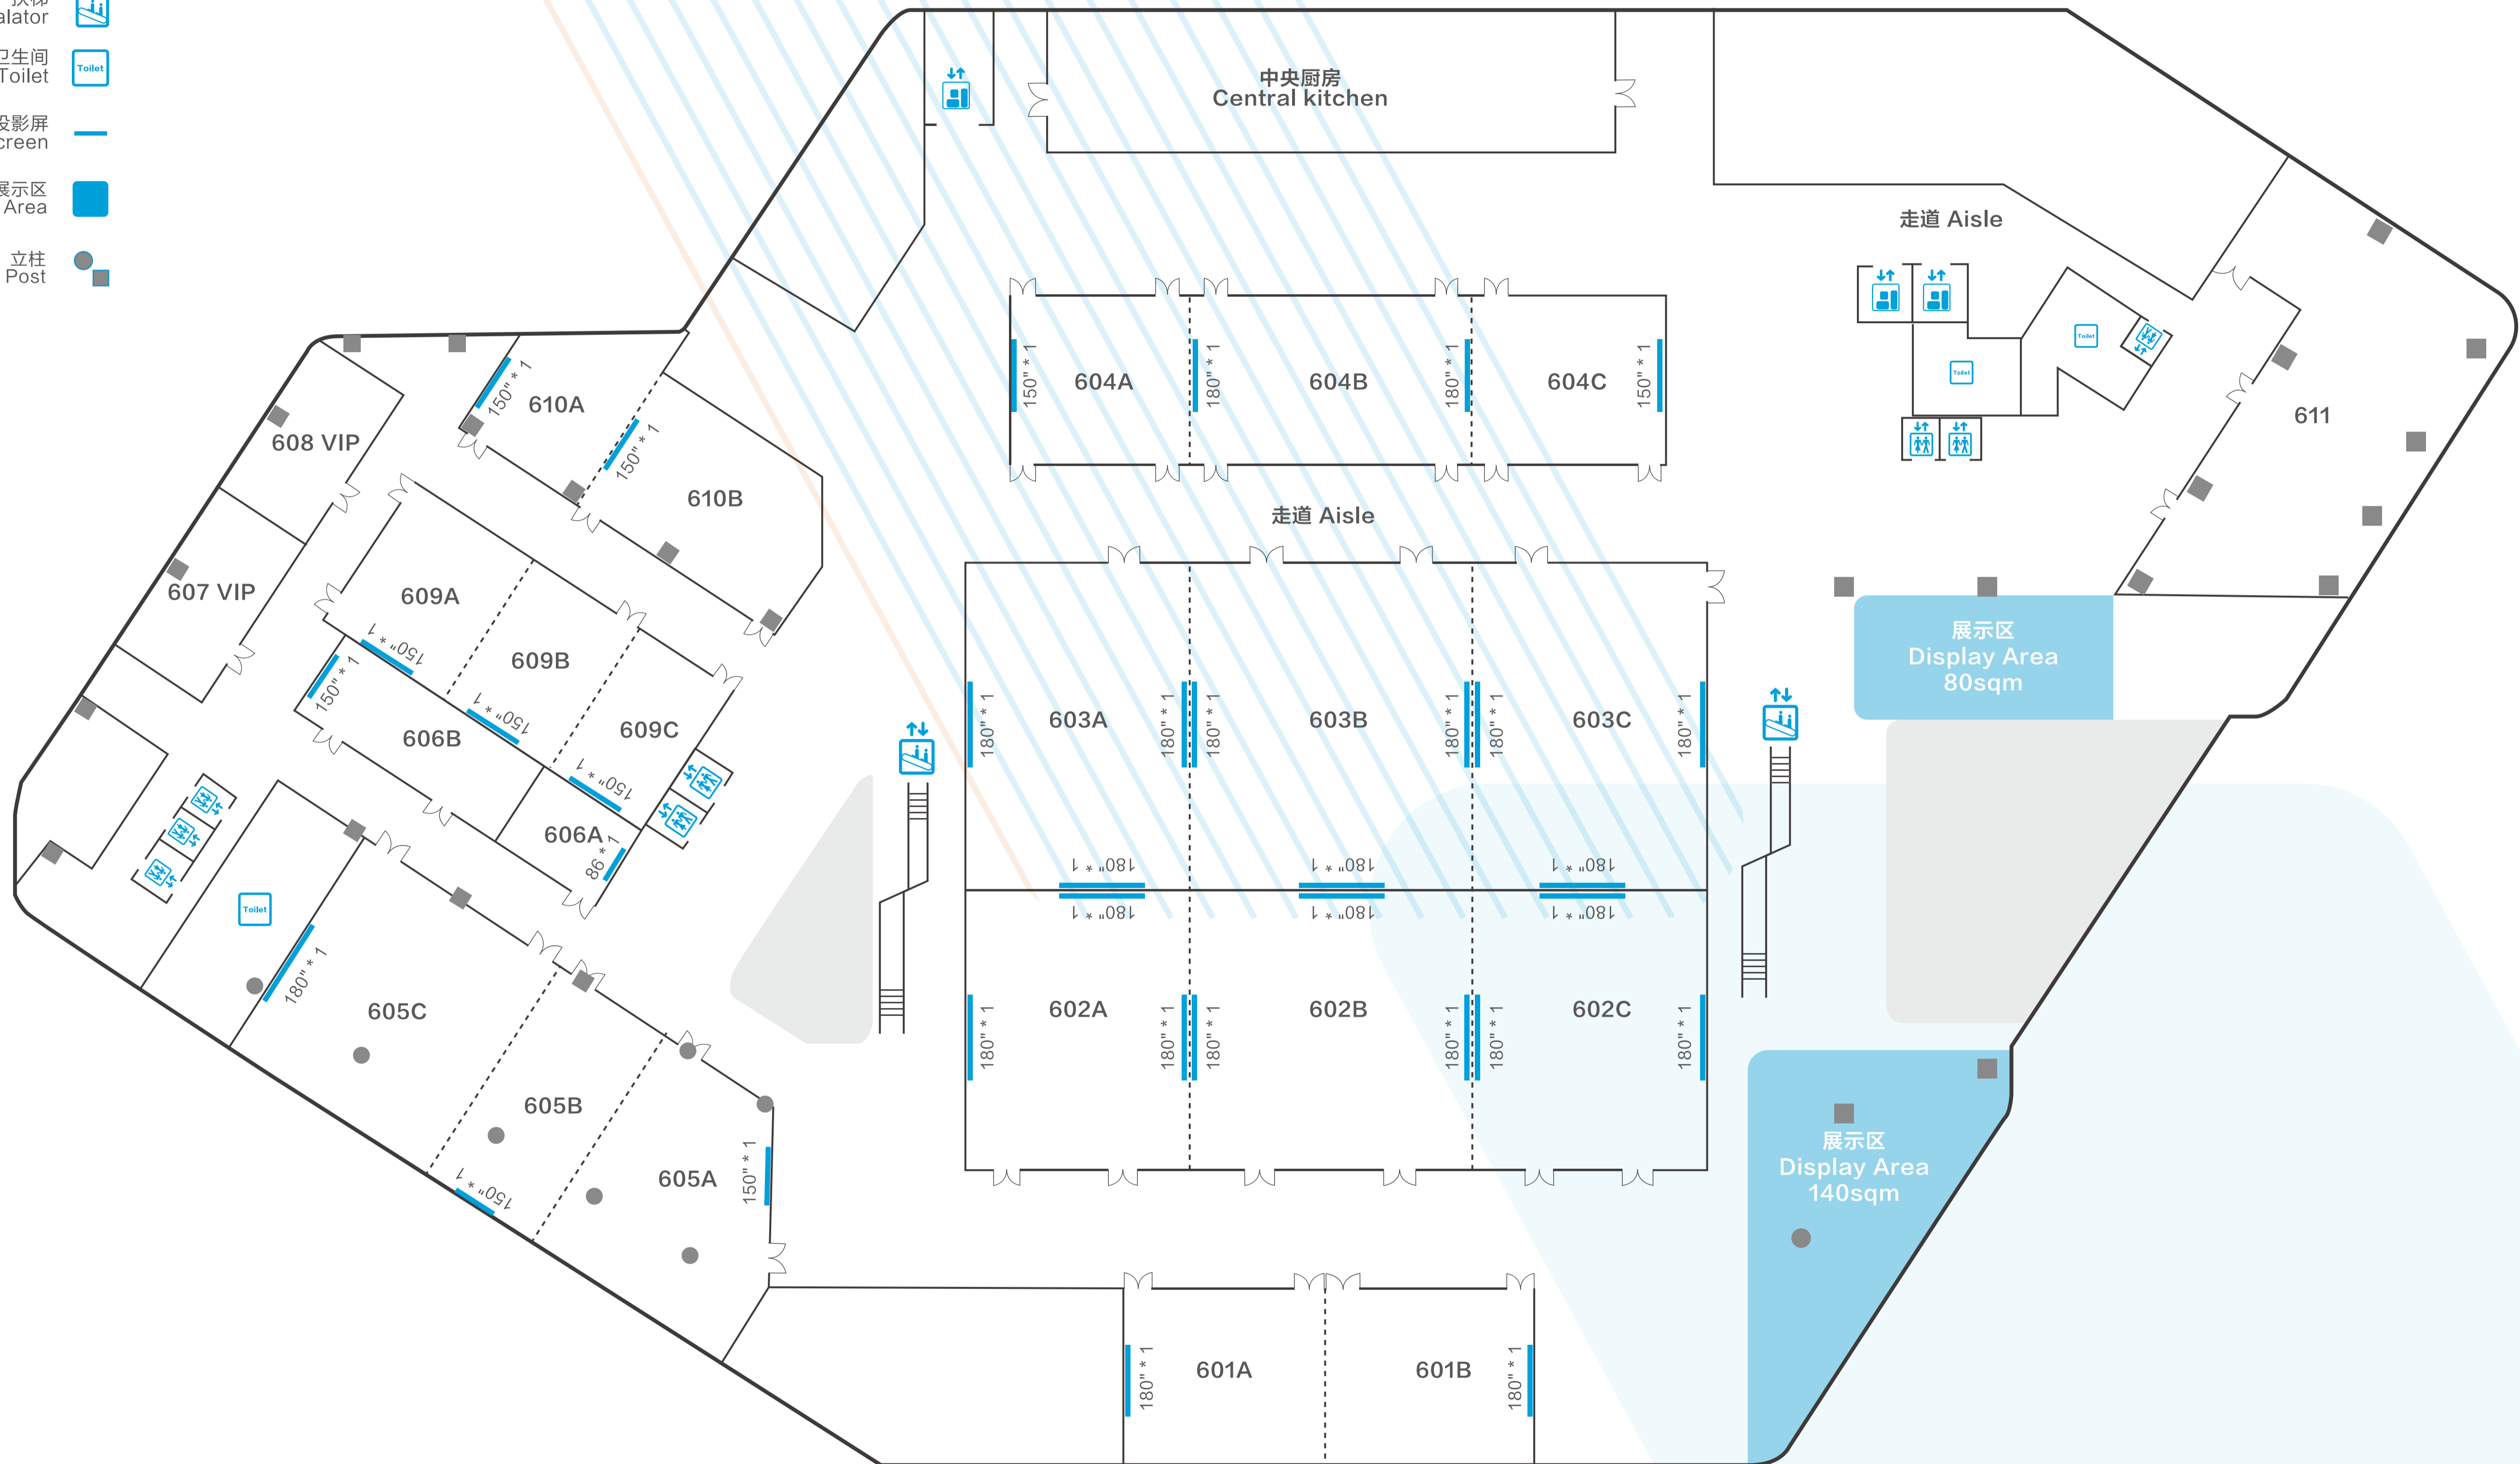 alator
卫生间
Toilet
Toilet
投影屏
creen
展示区
Area
立柱
Post
中央厨房
Central kitchen
走道 Aisle
150" * 1
604A
180" * 1
604B
180" * 1
604C
150" * 1
Toilet
Toilet
611
走道 Aisle
150" * 1
610A
150" * 1
610B
608 VIP
607 VIP
609A
150" * 1
609B
150" * 1
609C
150" * 1
150" * 1
606B
606A
86 * 1
180" * 1
603A
180" * 1
180" * 1
603B
180" * 1
180" * 1
603C
180" * 1
180" * 1
180" * 1
180" * 1
180" * 1
180" * 1
180" * 1
展示区
Display Area
80sqm
Toilet
180" * 1
605C
605B
150" * 1
605A
150" * 1
180" * 1
602A
180" * 1
180" * 1
602B
180" * 1
180" * 1
602C
180" * 1
展示区
Display Area
140sqm
180" * 1
601A
601B
180" * 1